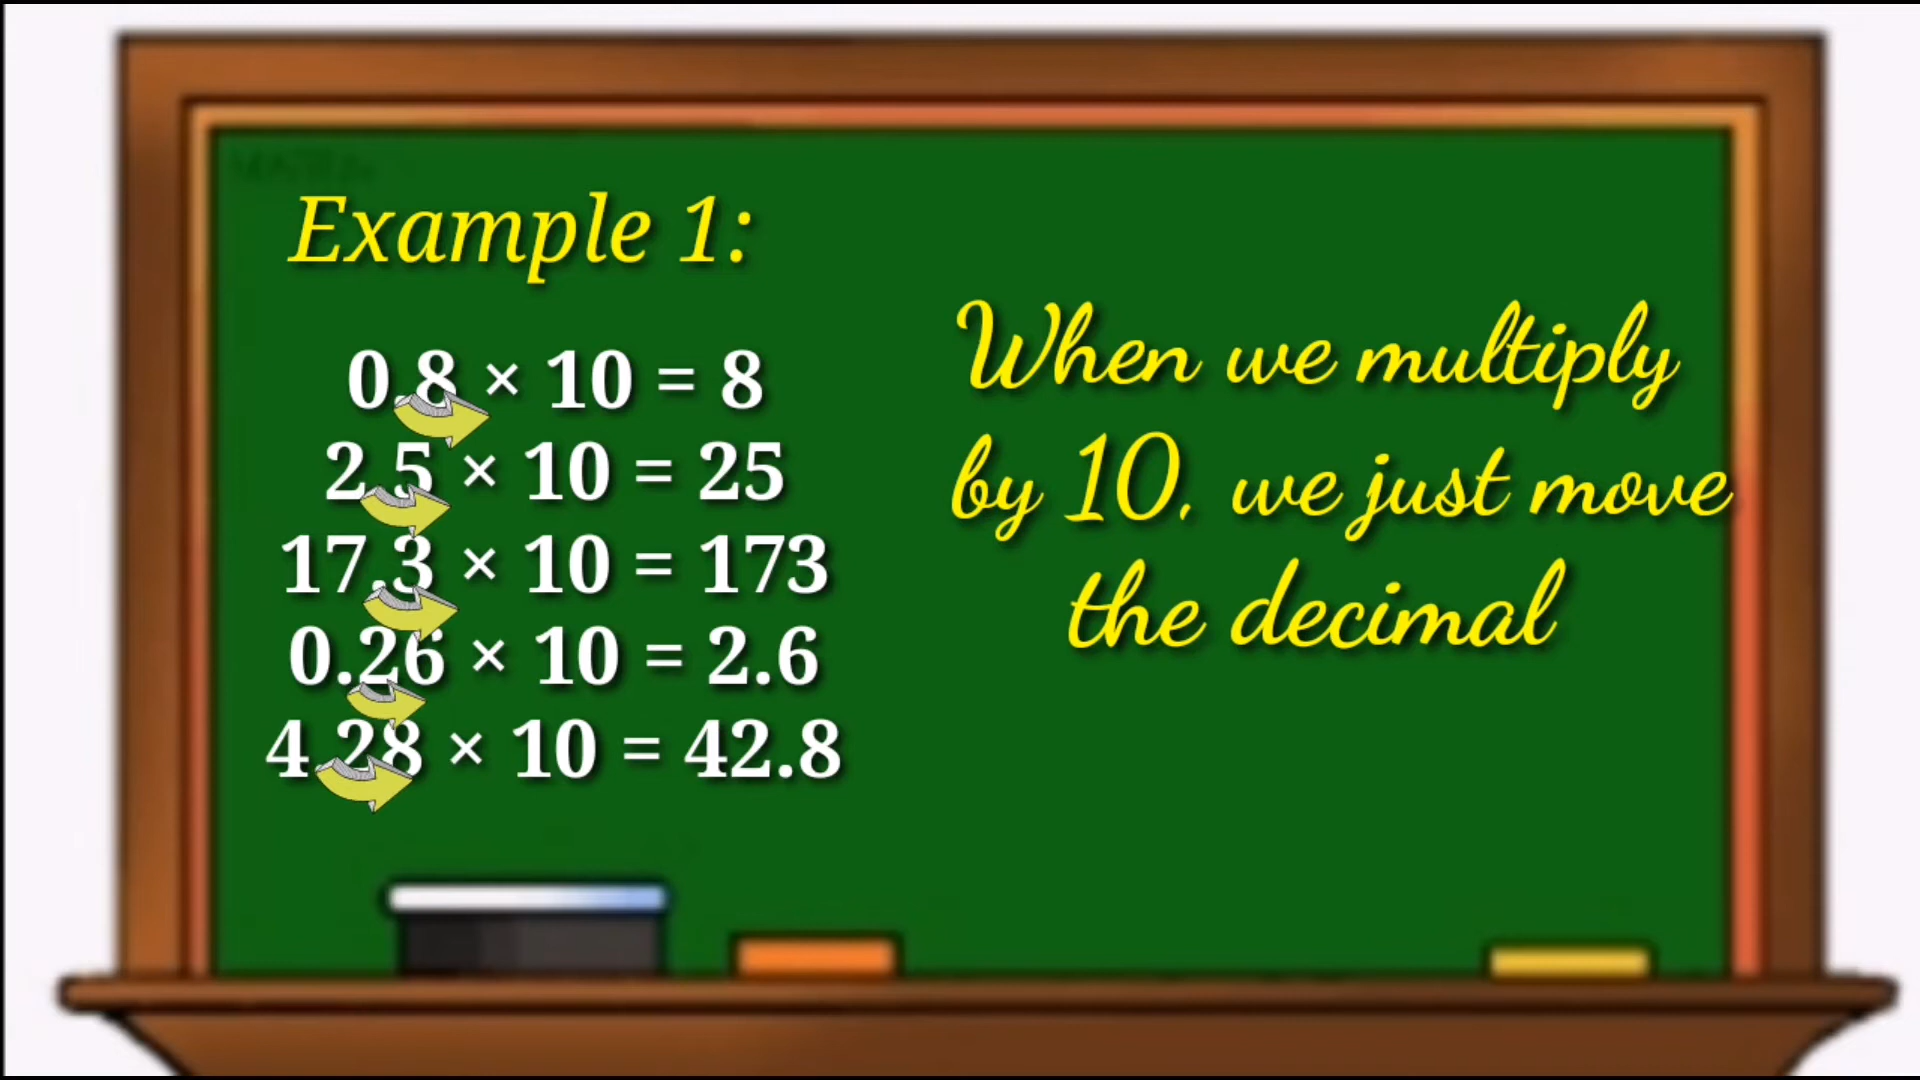 Example 1:
0.8 × 10 = 8
2.5 × 10 = 25
17.3 × 10 = 173
0.26 × 10 = 2.6
4.28 × 10 = 42.8
When we multiply
by 10, we just move
the decimal